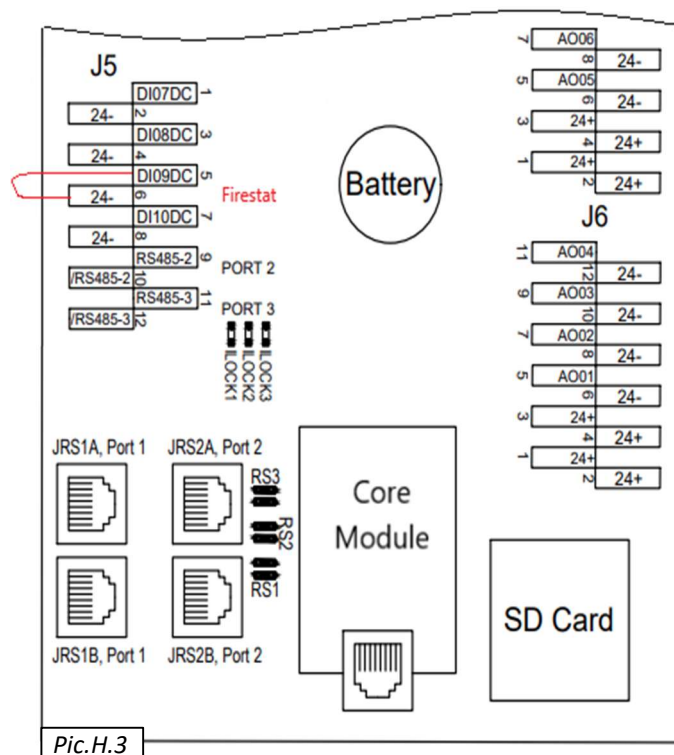 J5
DI07DC 1
24- 2
DI08DC 3
24- 4
DI09DC 5
24- 6
Firestat
DI10DC 7
24- 8
RS485-2 9
PORT 2
/RS485-2 10
RS485-3 11
PORT 3
/RS485-3 12
ILOCK1
ILOCK2
ILOCK3
Battery
7 AO06
8 24-
5 AO05
6 24-
3 24+
4 24+
1 24+
2 24+
J6
11 AO04
12 24-
9 AO03
10 24-
7 AO02
8 24-
5 AO01
6 24-
3 24+
4 24+
1 24+
2 24+
JRS1A, Port 1
JRS2A, Port 2
RS3
RS2
RS1
JRS1B, Port 1
JRS2B, Port 2
Core
Module
SD Card
Pic.H.3